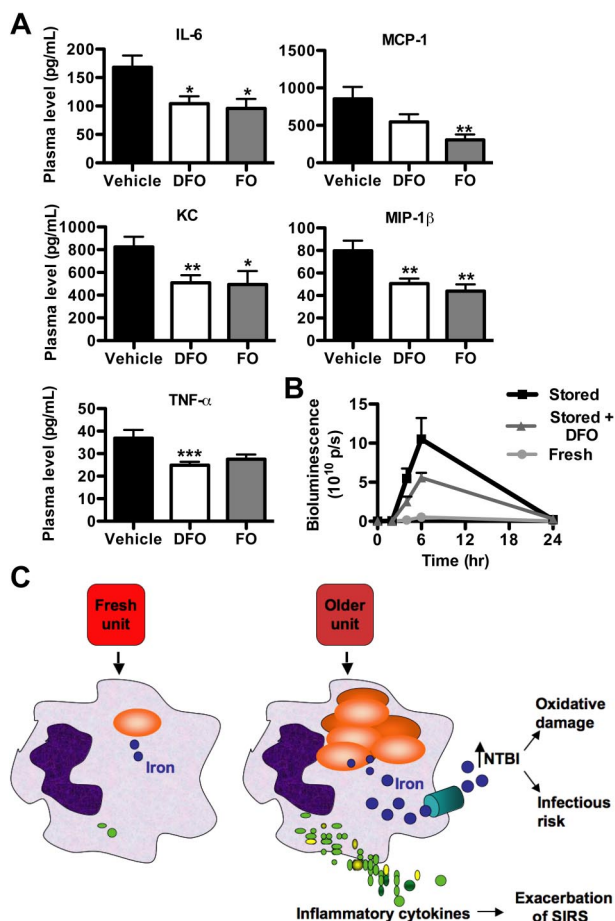 A
IL-6
Plasma level (pg/mL)
200
150
100
50
0
*
*
Vehicle DFO FO
MCP-1
1500
1000
500
0
**
Vehicle DFO FO
KC
Plasma level (pg/mL)
1000
800
600
400
200
0
**
*
Vehicle DFO FO
MIP-1β
100
80
60
40
20
0
**
**
Vehicle DFO FO
TNF-α
Plasma level (pg/mL)
50
40
30
20
10
0
***
Vehicle DFO FO
B
Bioluminescence
(10¹⁰ p/s)
15
10
5
0
0 6 12 18 24
Time (hr)
Stored
Stored +
DFO
Fresh
C
Fresh
unit
Older
unit
Iron
Iron
NTBI
Oxidative
damage
Infectious
risk
Inflammatory cytokines
Exacerbation
of SIRS